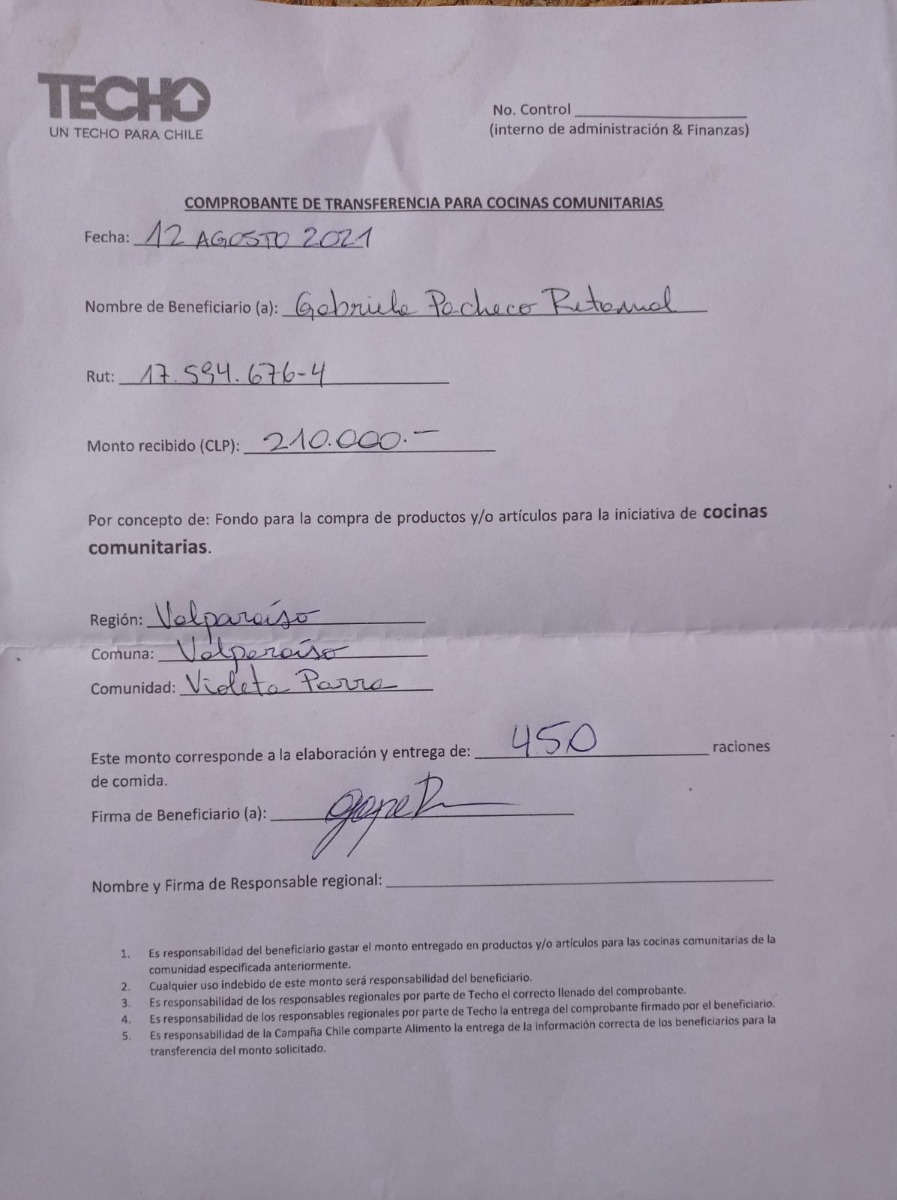 TECHO
UN TECHO PARA CHILE
No. Control
(interno de administración & Finanzas)
COMPROBANTE DE TRANSFERENCIA PARA COCINAS COMUNITARIAS
Fecha: 12 AGOSTO 2021
Nombre de Beneficiario (a): Gabriela Pacheco Retamal
Rut: 17.594.676-4
Monto recibido (CLP): 210.000.-
Por concepto de: Fondo para la compra de productos y/o artículos para la iniciativa de cocinas
comunitarias.
Región: Valparaíso
Comuna: Valparaíso
Comunidad: Violeta Parra
Este monto corresponde a la elaboración y entrega de: 450 raciones
de comida.
Firma de Beneficiario (a):
Nombre y Firma de Responsable regional:
1. Es responsabilidad del beneficiario gastar el monto entregado en productos y/o artículos para las cocinas comunitarias de la
comunidad especificada anteriormente.
2. Cualquier uso indebido de este monto será responsabilidad del beneficiario.
3. Es responsabilidad de los responsables regionales por parte de Techo el correcto llenado del comprobante.
4. Es responsabilidad de los responsables regionales por parte de Techo la entrega del comprobante firmado por el beneficiario.
5. Es responsabilidad de la Campaña Chile comparte Alimento la entrega de la información correcta de los beneficiarios para la
transferencia del monto solicitado.